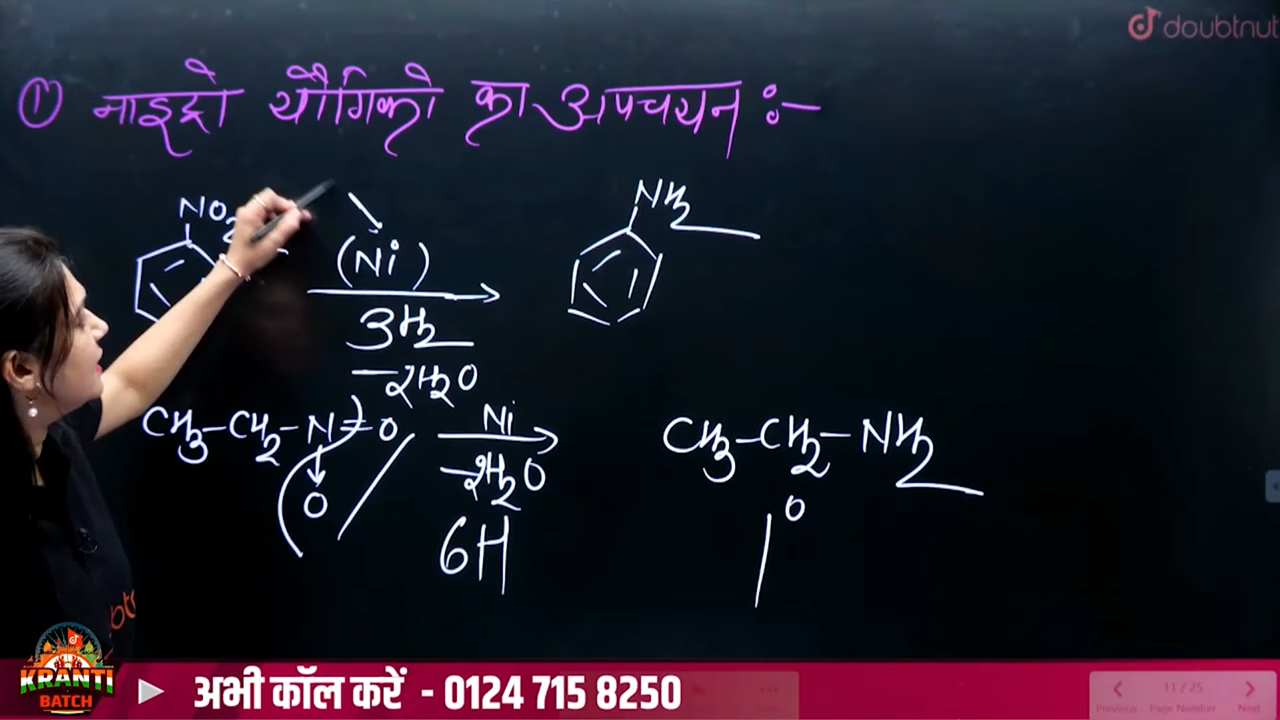 doubtnut
① नाइट्रो यौगिको का अपचयन :-
NO2
(Ni)
3H2
-2H2O
NH2
CH3-CH2-N=O
O
Ni
-2H2O
6H
CH3-CH2-NH2
O
KRANTI
BATCH
अभी कॉल करें - 0124 715 8250
11 / 25
Previous Page Number Next